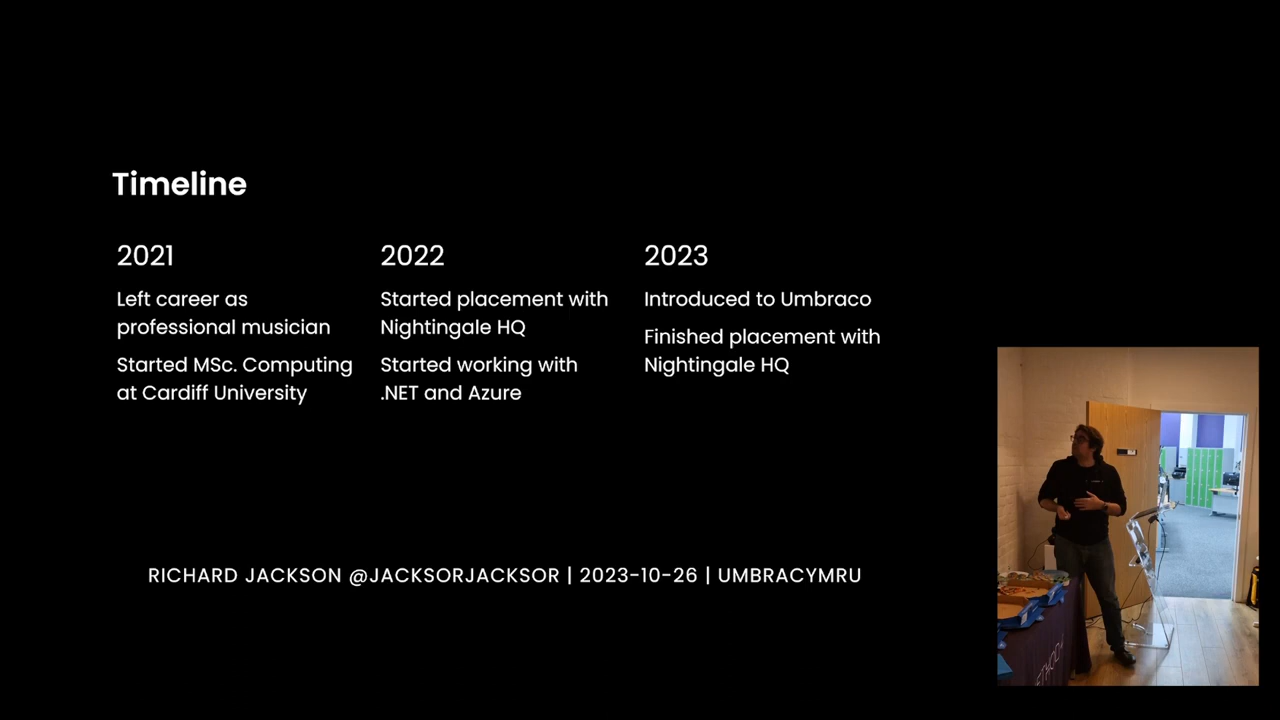 Timeline
2021
Left career as
professional musician
Started MSc. Computing
at Cardiff University
2022
Started placement with
Nightingale HQ
Started working with
.NET and Azure
2023
Introduced to Umbraco
Finished placement with
Nightingale HQ
RICHARD JACKSON @JACKSORJACKSOR | 2023-10-26 | UMBRACYMRU